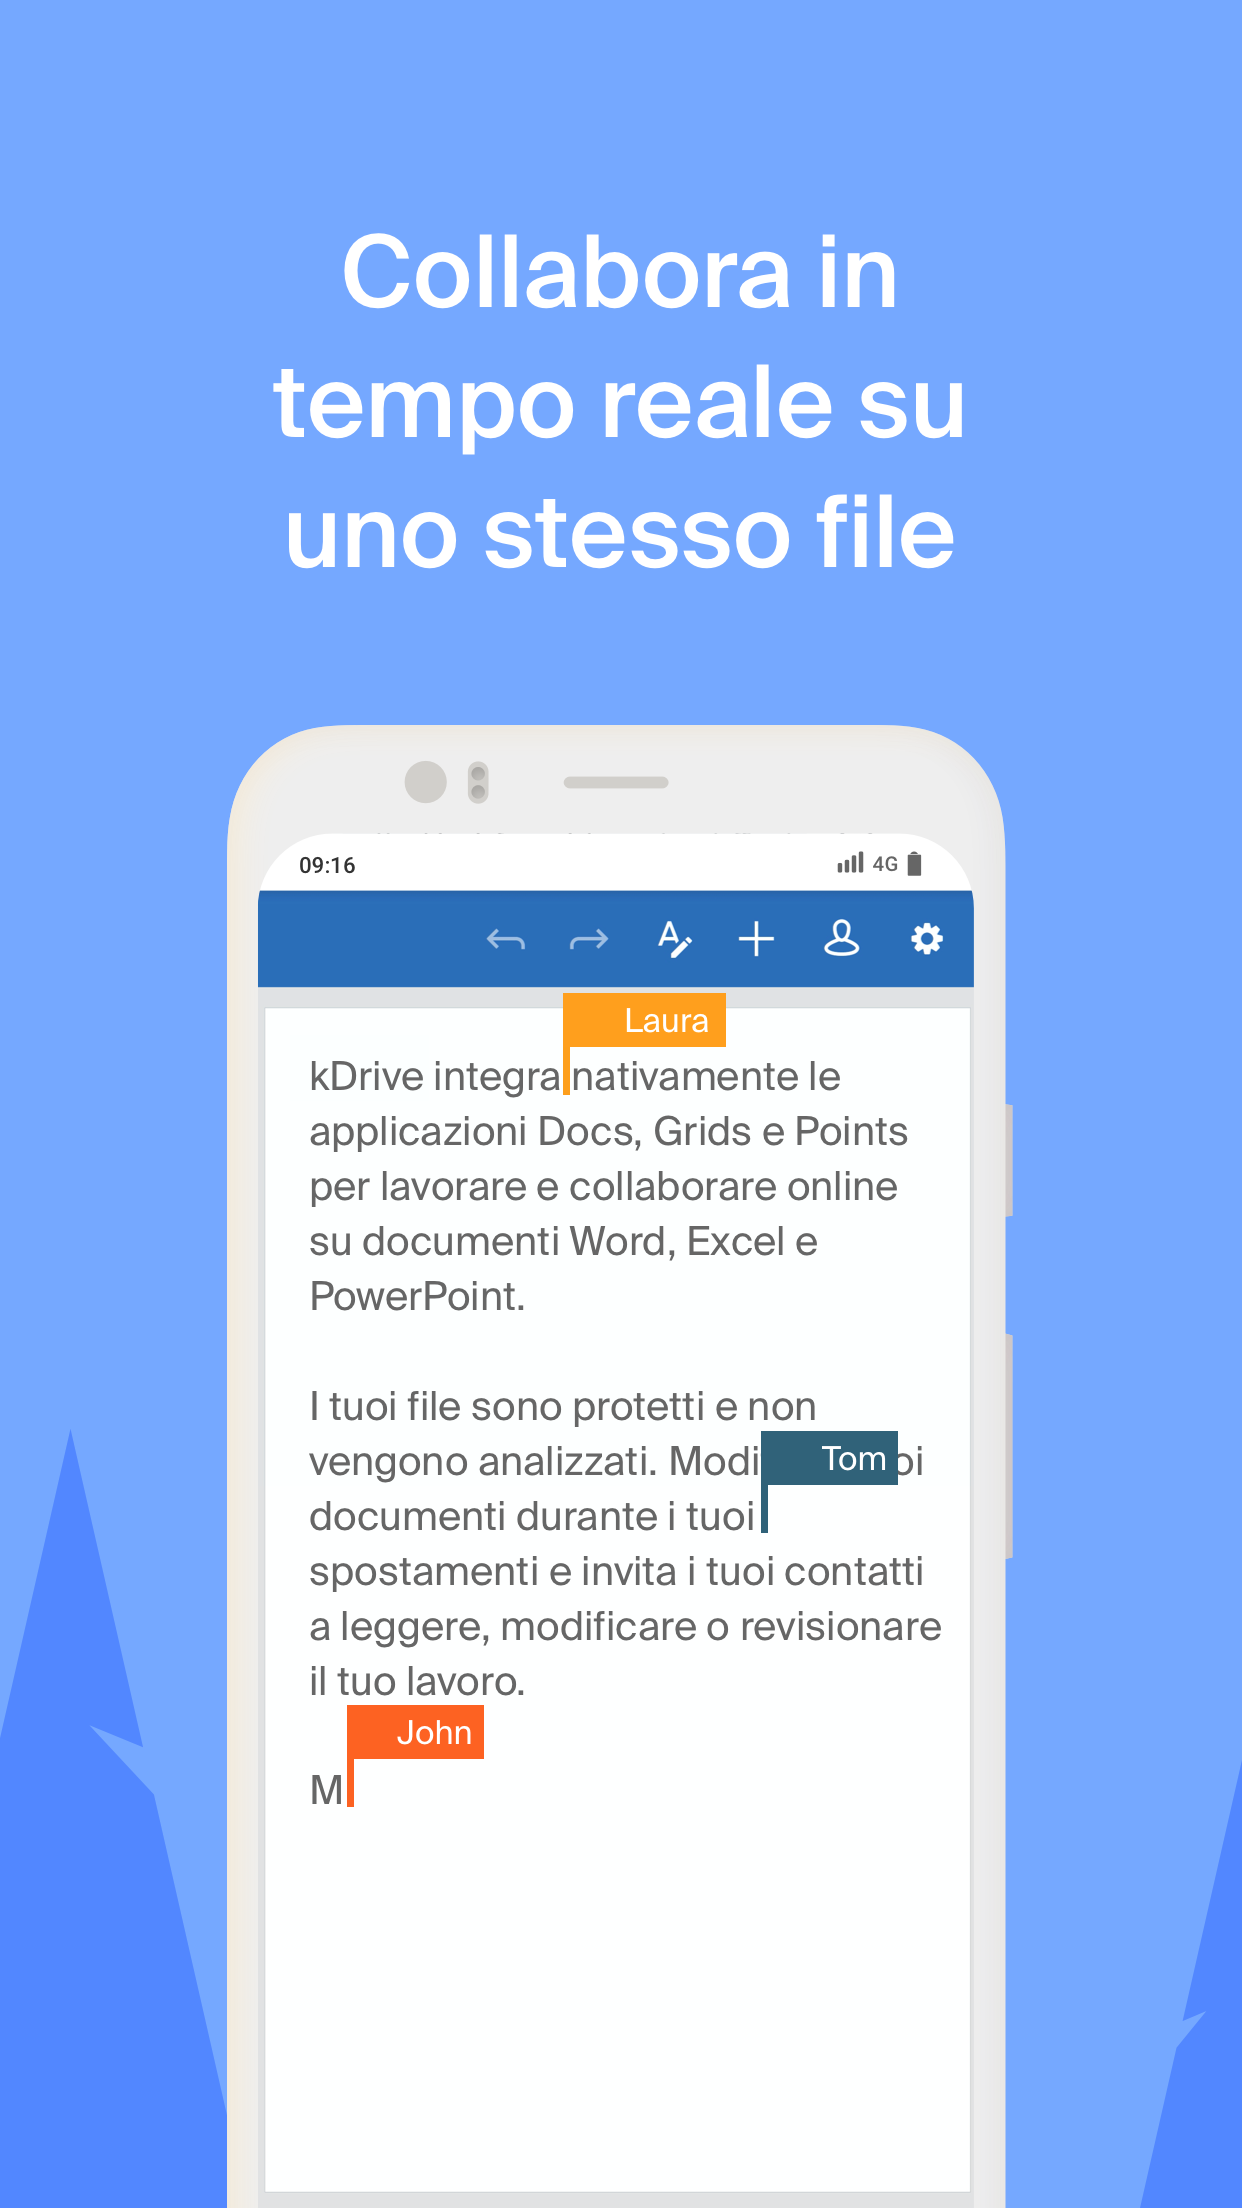 Collabora in
tempo reale su
uno stesso file
09:16
4G
Laura
kDrive integra nativamente le
applicazioni Docs, Grids e Points
per lavorare e collaborare online
su documenti Word, Excel e
PowerPoint.
I tuoi file sono protetti e non
vengono analizzati.
Tom
documenti durante i tuoi
spostamenti e invita i tuoi contatti
a leggere, modificare o revisionare
il tuo lavoro.
John
M